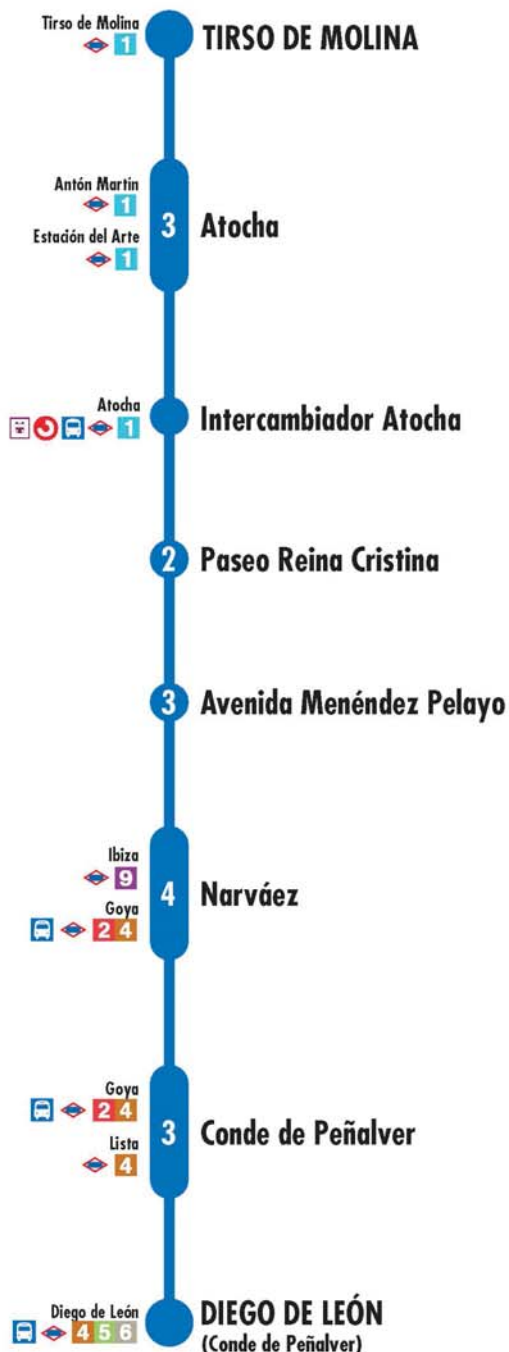 Tirso de Molina
1
TIRSO DE MOLINA
Antón Martín
1
Estación del Arte
1
3
Atocha
Atocha
1
Intercambiador Atocha
2
Paseo Reina Cristina
3
Avenida Menéndez Pelayo
Ibiza
9
Goya
2 4
4
Narváez
Goya
2 4
Lista
4
3
Conde de Peñalver
Diego de León
4 5 6
DIEGO DE LEÓN
(Conde de Peñalver)